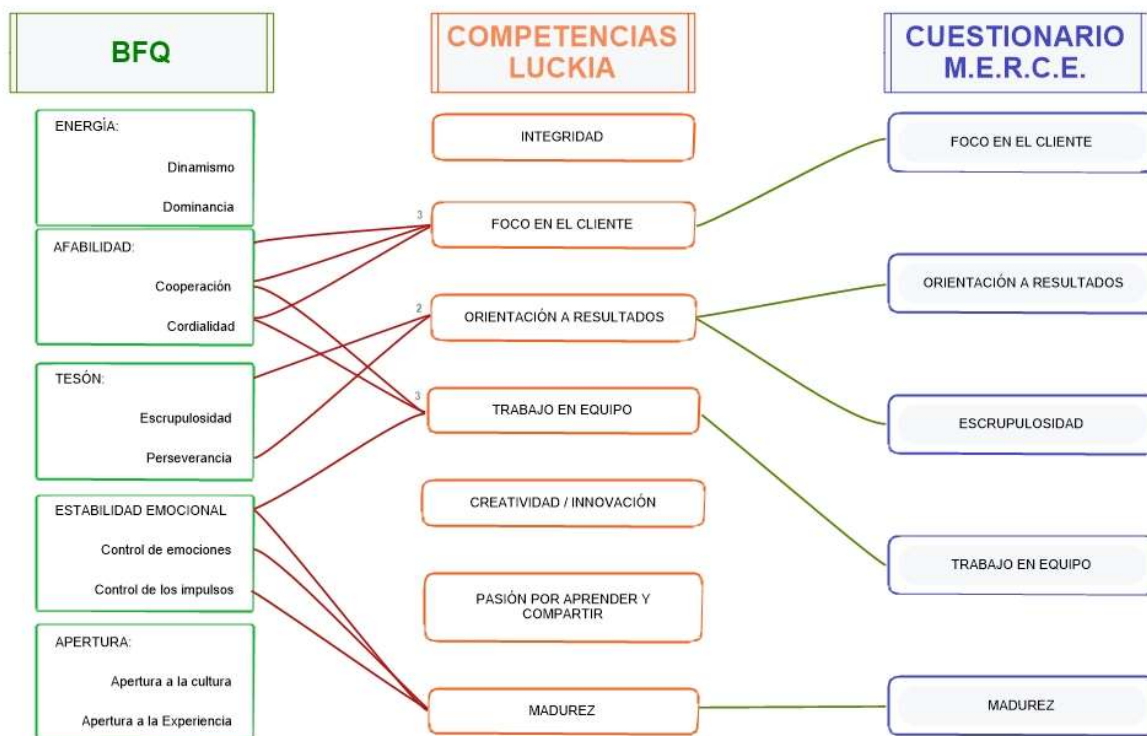 BFQ
ENERGÍA:
Dinamismo
Dominancia
AFABILIDAD:
Cooperación
Cordialidad
TESÓN:
Escrupulosidad
Perseverancia
ESTABILIDAD EMOCIONAL
Control de emociones
Control de los impulsos
APERTURA:
Apertura a la cultura
Apertura a la Experiencia
COMPETENCIAS
LUCKIA
INTEGRIDAD
3
FOCO EN EL CLIENTE
2
ORIENTACIÓN A RESULTADOS
3
TRABAJO EN EQUIPO
CREATIVIDAD / INNOVACIÓN
PASIÓN POR APRENDER Y
COMPARTIR
MADUREZ
CUESTIONARIO
M.E.R.C.E.
FOCO EN EL CLIENTE
ORIENTACIÓN A RESULTADOS
ESCRUPULOSIDAD
TRABAJO EN EQUIPO
MADUREZ